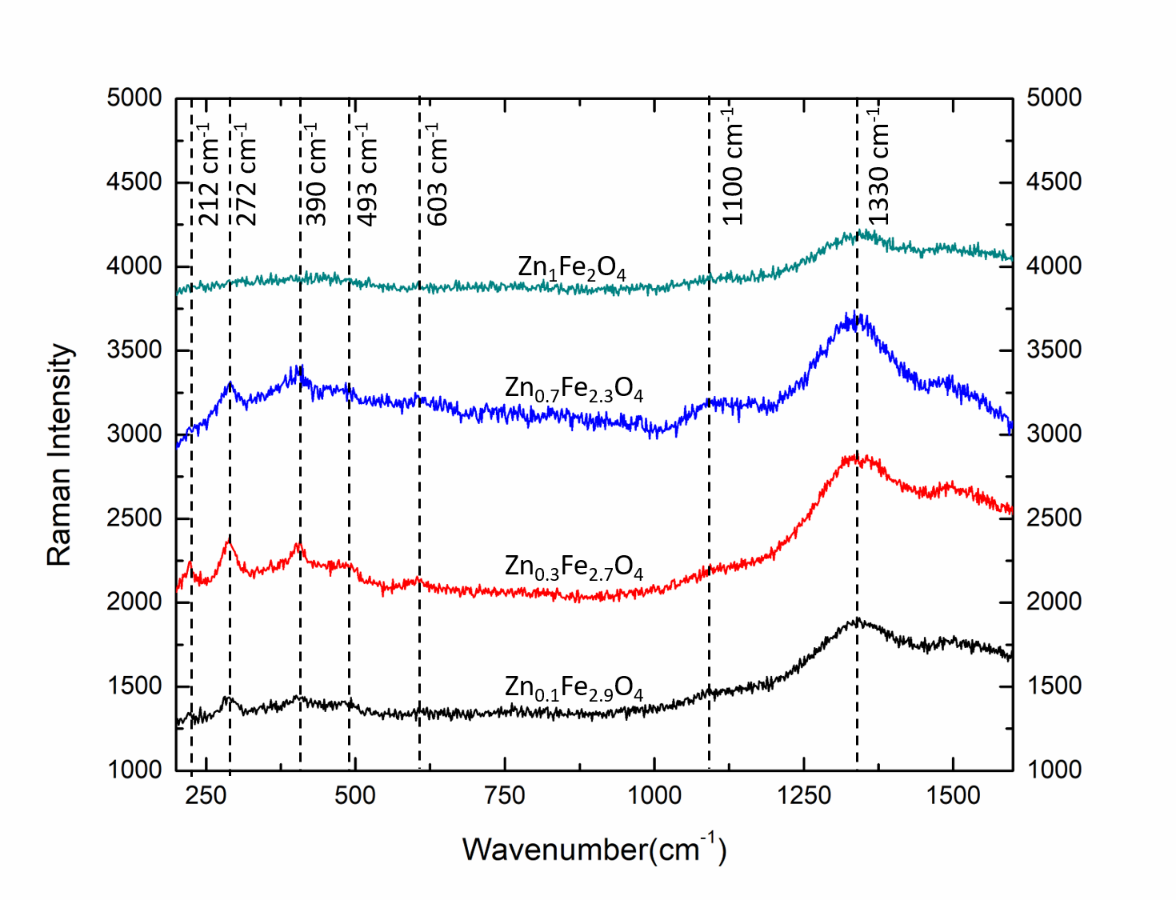 5000
4500
4000
3500
3000
2500
2000
1500
1000
5000
4500
4000
3500
3000
2500
2000
1500
1000
212 cm⁻¹
272 cm⁻¹
390 cm⁻¹
493 cm⁻¹
603 cm⁻¹
1100 cm⁻¹
1330 cm⁻¹
Zn₁Fe₂O₄
Zn₀.₇Fe₂.₃O₄
Zn₀.₃Fe₂.₇O₄
Zn₀.₁Fe₂.₉O₄
Raman Intensity
250 500 750 1000 1250 1500
Wavenumber(cm⁻¹)